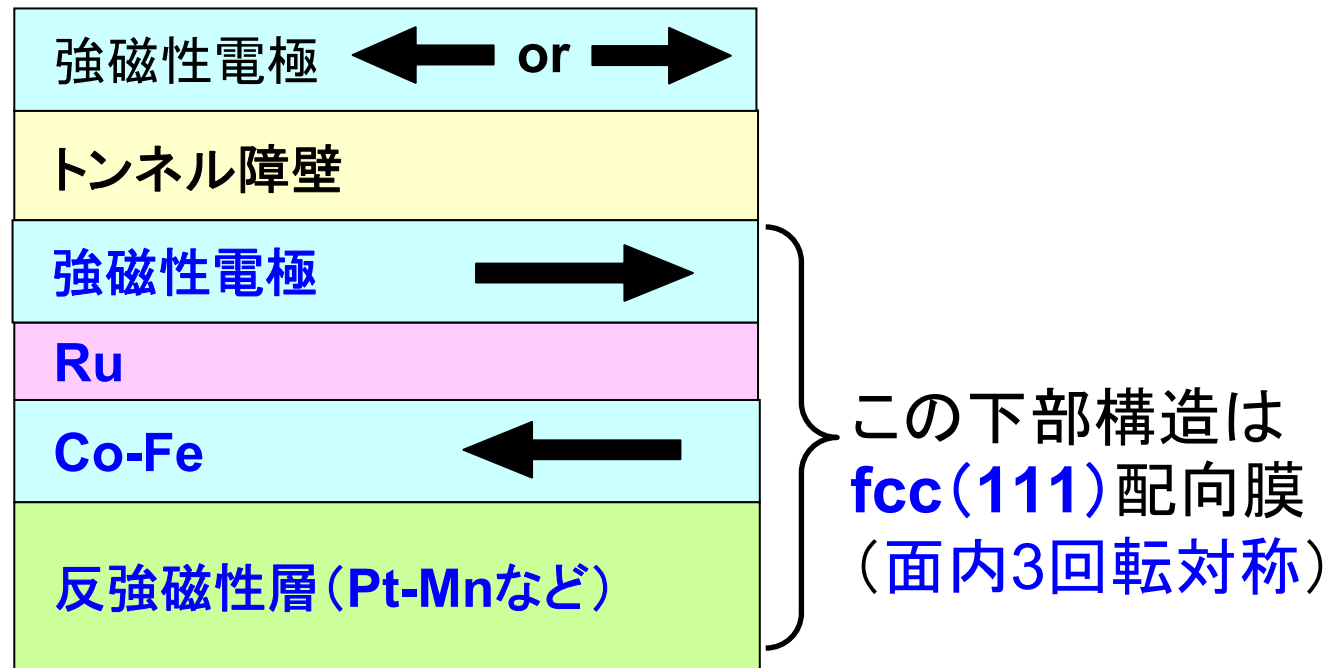 強磁性電極 or
トンネル障壁
強磁性電極
Ru
Co-Fe
反強磁性層(Pt-Mnなど)
この下部構造は
fcc(111)配向膜
(面内3回転対称)